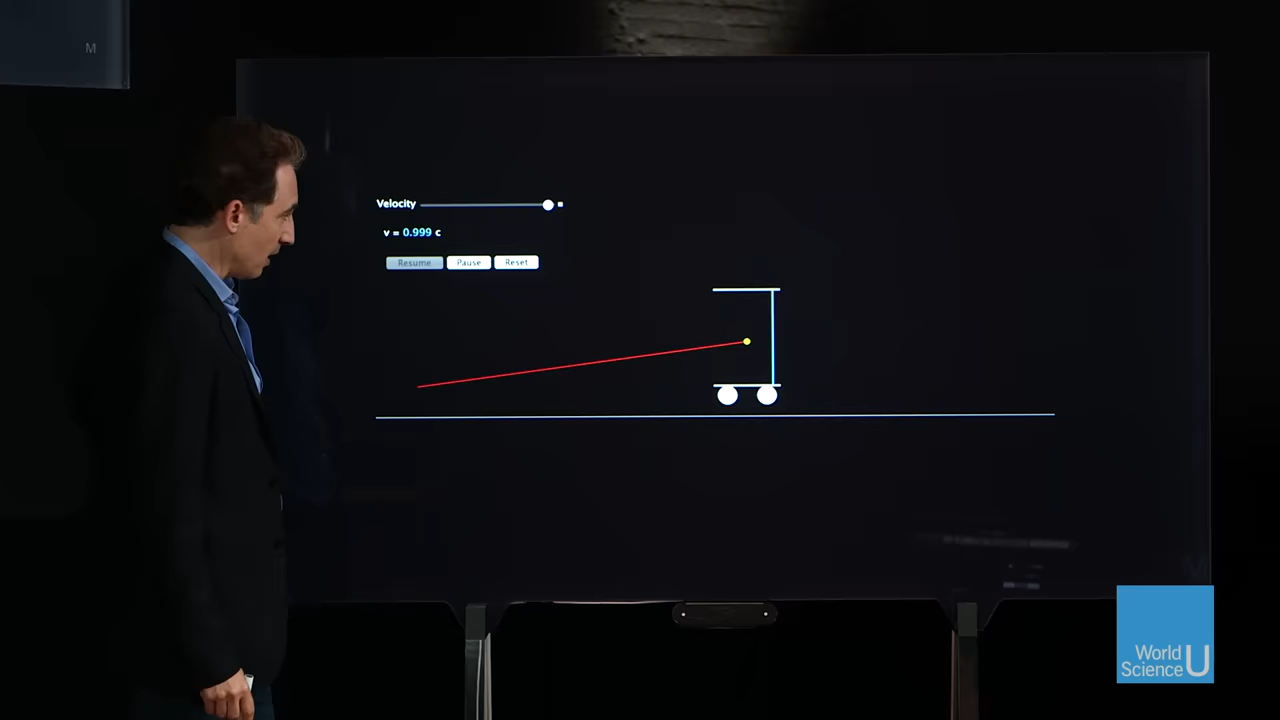 M
Velocity
v = 0.999 c
Resume Pause Reset
World
Science U
M